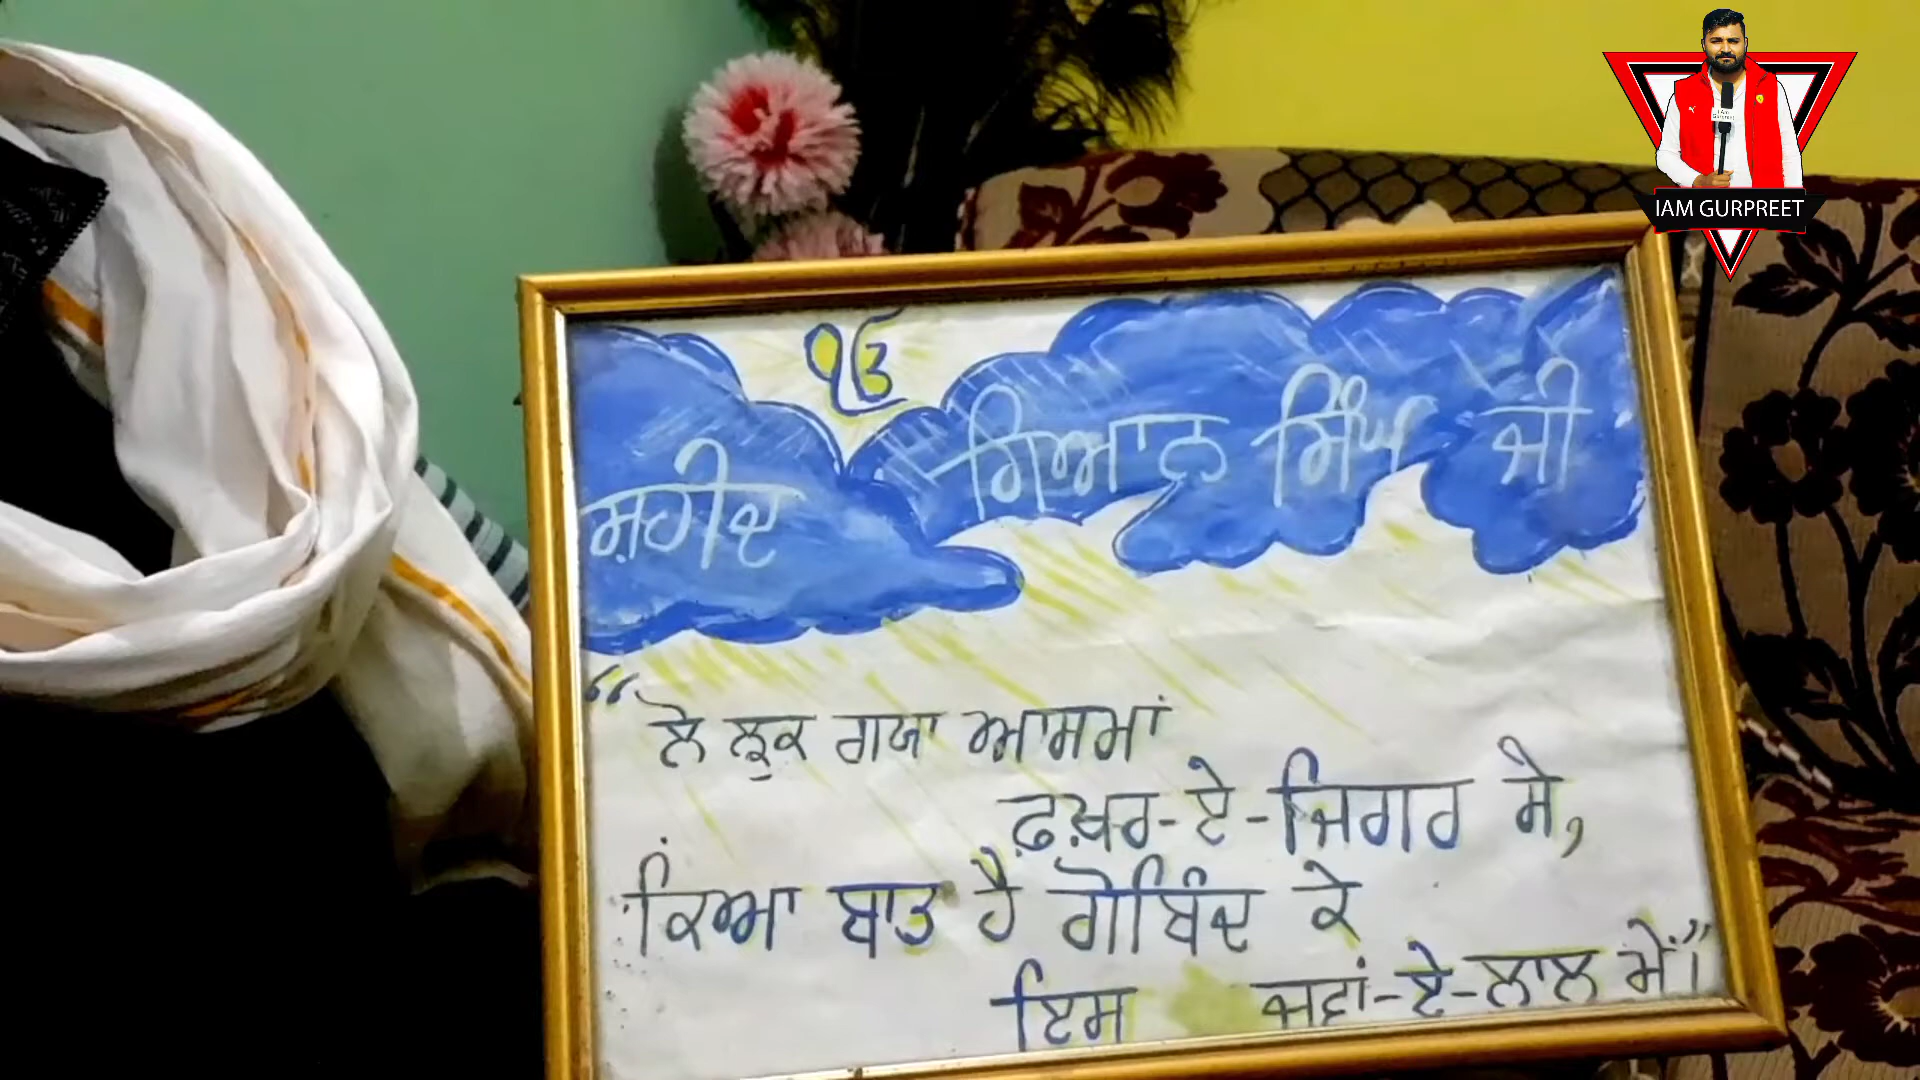 IAM GURPREET
ੴ
ਸ਼ਹੀਦ ਗਿਆਨ ਸਿੰਘ ਜੀ
“ਲੋ ਲੁਕ ਗਯਾ ਆਸਮਾਂ
ਫ਼ਖ਼ਰ-ਏ-ਜਿਗਰ ਸੇ,
ਕਿਆ ਬਾਤ ਹੈ ਗੋਬਿੰਦ ਕੇ
ਇਸ ਜਵਾਂ-ਏ-ਲਾਲ ਮੇਂ”।